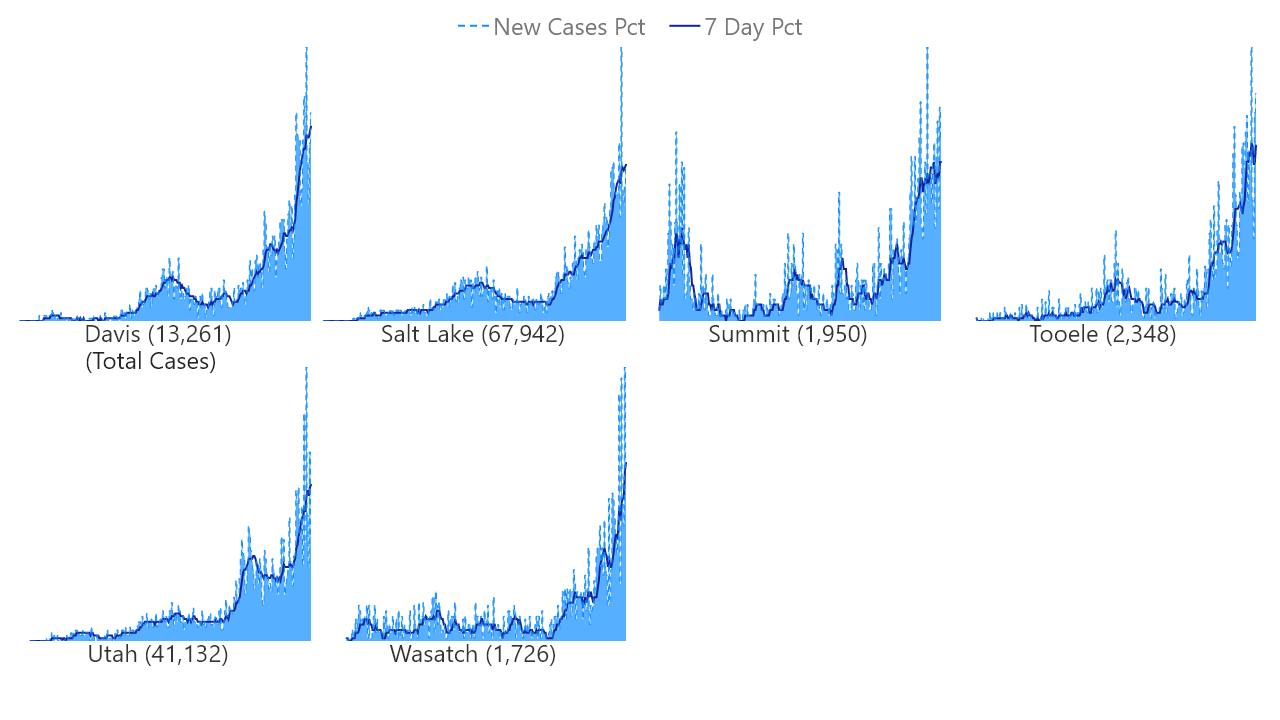 New Cases Pct 7 Day Pct
Davis (13,261)
(Total Cases)
Salt Lake (67,942)
Summit (1,950)
Tooele (2,348)
Utah (41,132)
Wasatch (1,726)